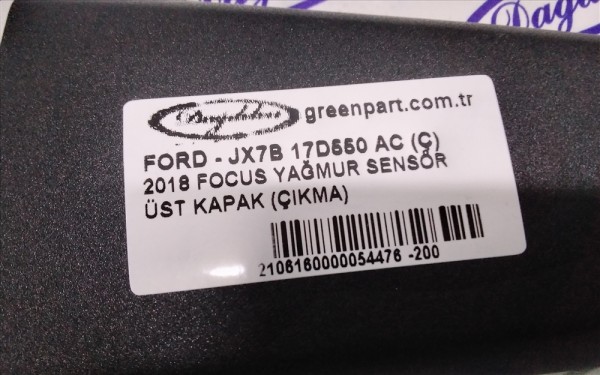 greenpart.com.tr
FORD - JX7B 17D550 AC (Ç)
2018 FOCUS YAĞMUR SENSÖR
ÜST KAPAK (ÇIKMA)
2106160000054476 -200